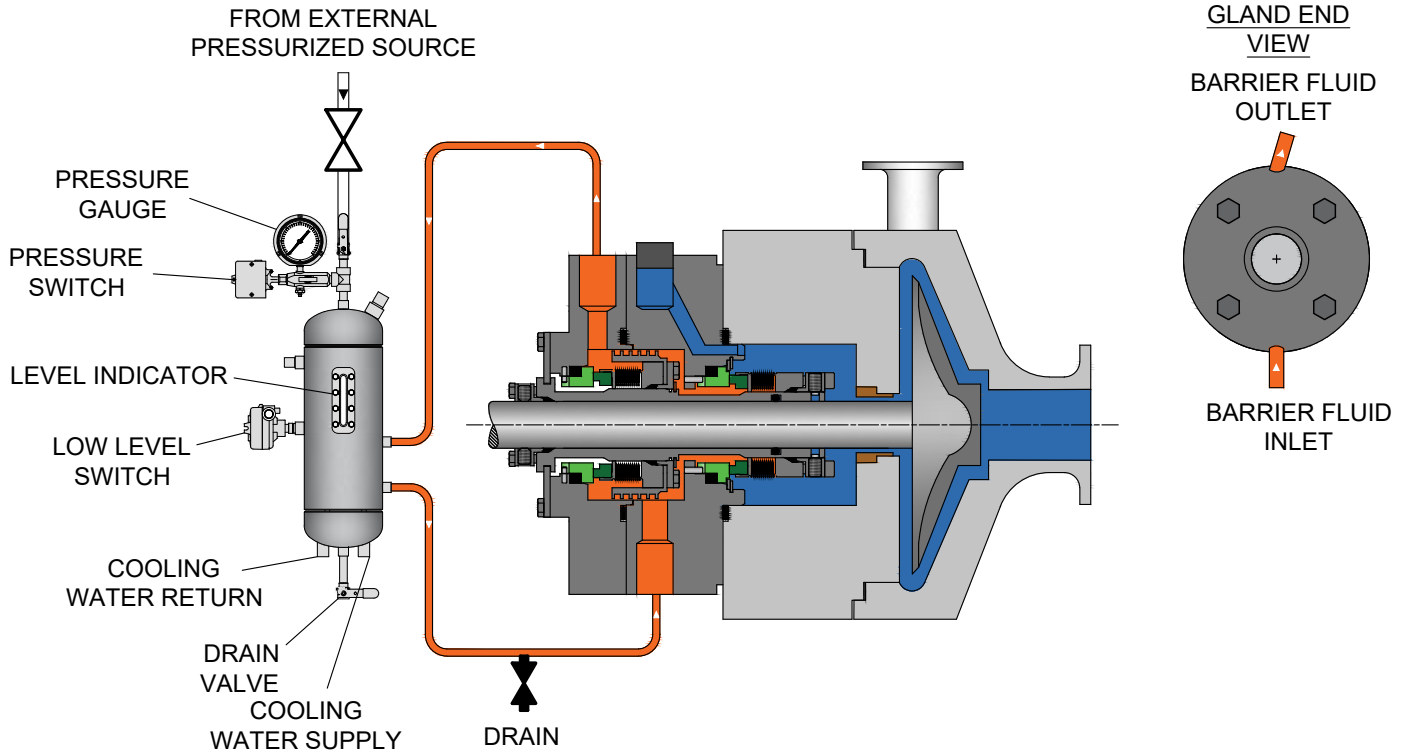 FROM EXTERNAL
PRESSURIZED SOURCE
GLAND END
VIEW
BARRIER FLUID
OUTLET
PRESSURE
GAUGE
PRESSURE
SWITCH
LEVEL INDICATOR
LOW LEVEL
SWITCH
BARRIER FLUID
INLET
COOLING
WATER RETURN
DRAIN
VALVE
COOLING
WATER SUPPLY
DRAIN